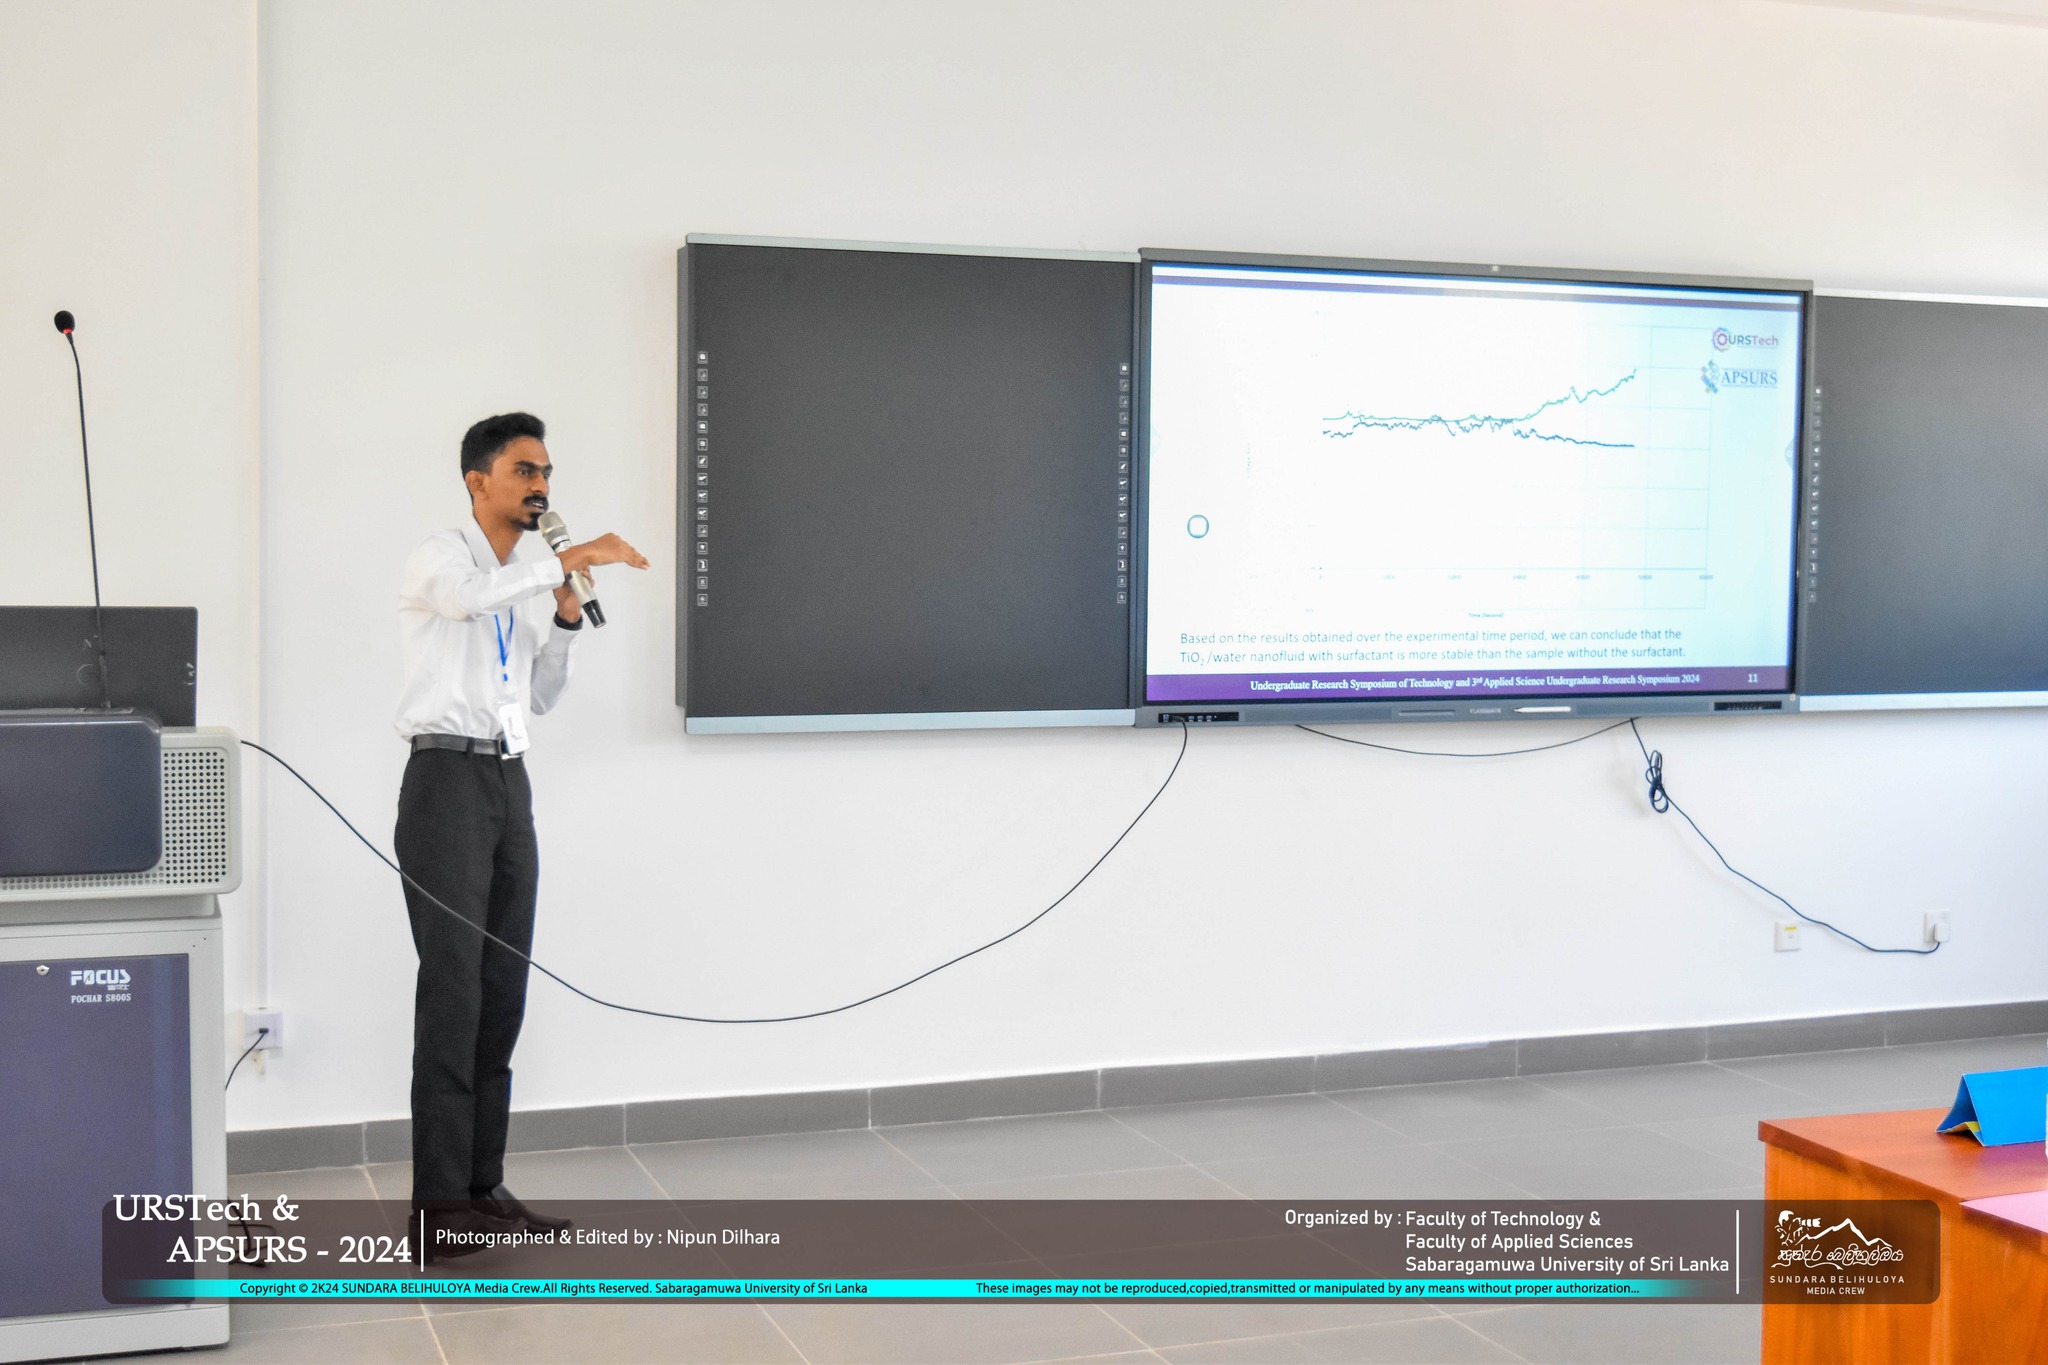 URSTech
APSURS
Time (Second)
Based on the results obtained over the experimental time period, we can conclude that the
TiO₂/water nanofluid with surfactant is more stable than the sample without the surfactant.
Undergraduate Research Symposium of Technology and 3rd Applied Science Undergraduate Research Symposium 2024 11
FOCUS
POCHAR S800S
URSTech &
APSURS - 2024
Photographed & Edited by : Nipun Dilhara
Organized by : Faculty of Technology &
Faculty of Applied Sciences
Sabaragamuwa University of Sri Lanka
සුන්දර බෙලිහුල්ඔය
SUNDARA BELIHULOYA
MEDIA CREW
Copyright © 2K24 SUNDARA BELIHULOYA Media Crew.All Rights Reserved. Sabaragamuwa University of Sri Lanka.
These images may not be reproduced,copied,transmitted or manipulated by any means without proper authorization...